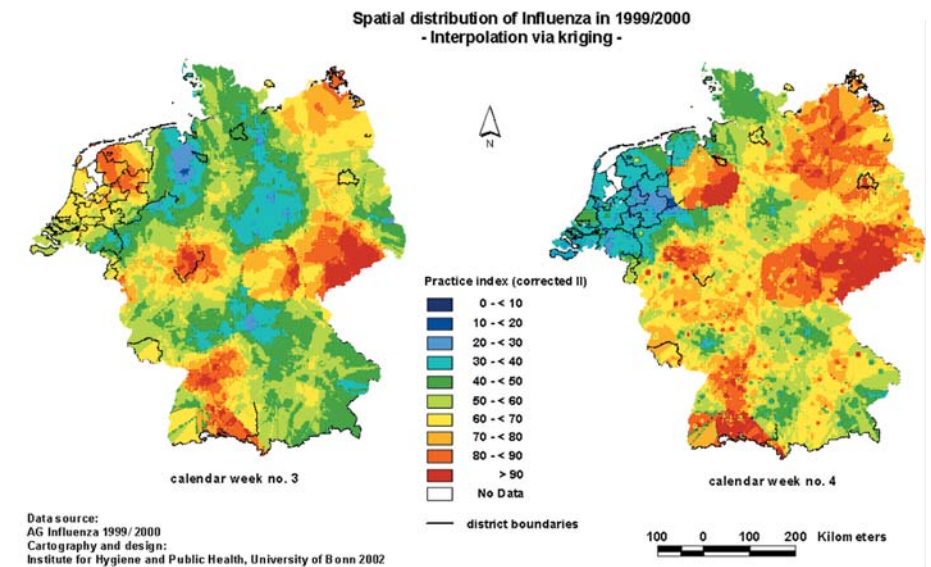 Spatial distribution of Influenza in 1999/2000
- Interpolation via kriging -
N
Practice index (corrected II)
0 - < 10
10 - < 20
20 - < 30
30 - < 40
40 - < 50
50 - < 60
60 - < 70
70 - < 80
80 - < 90
> 90
No Data
district boundaries
calendar week no. 3
calendar week no. 4
Data source:
AG Influenza 1999/2000
Cartography and design:
Institute for Hygiene and Public Health, University of Bonn 2002
100 0 100 200 Kilometers